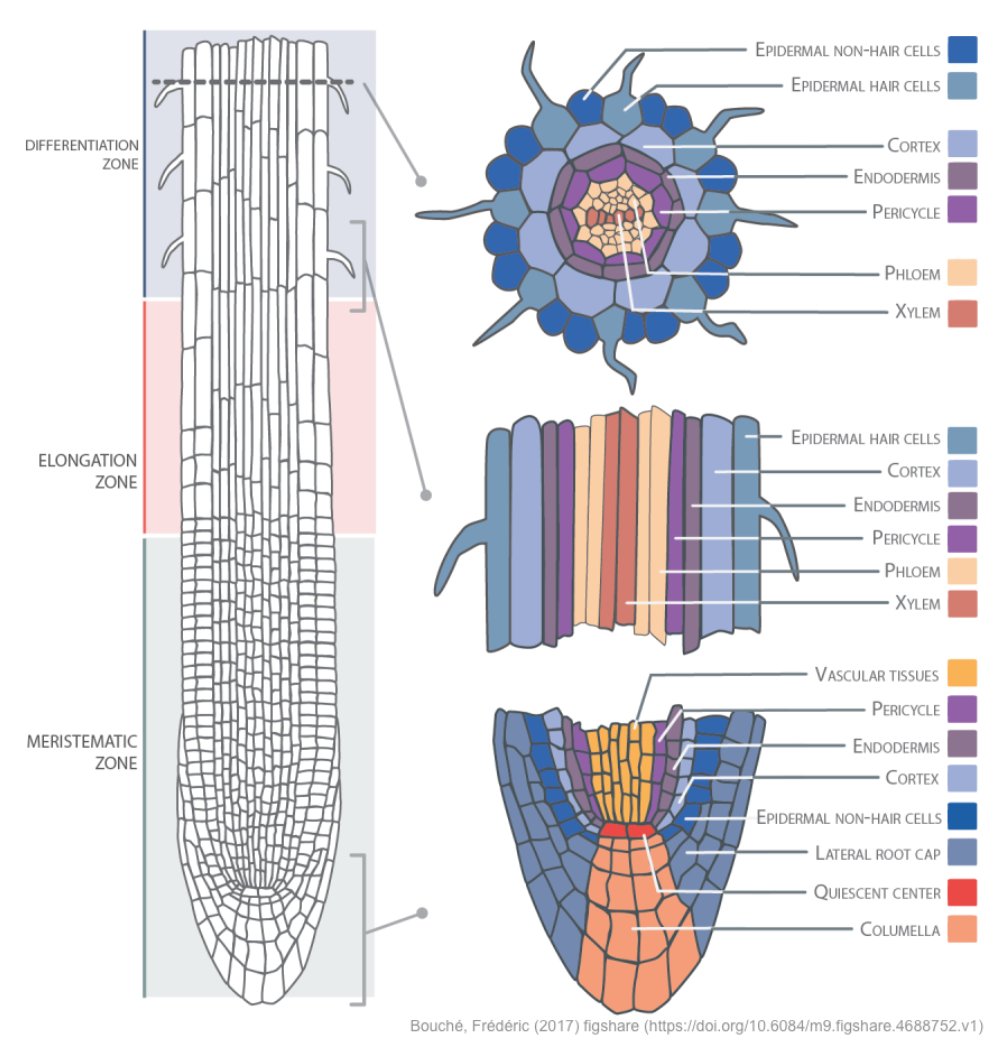 DIFFERENTIATION
ZONE
ELONGATION
ZONE
MERISTEMATIC
ZONE
EPIDERMAL NON-HAIR CELLS
EPIDERMAL HAIR CELLS
CORTEX
ENDODERMIS
PERICYCLE
PHLOEM
XYLEM
EPIDERMAL HAIR CELLS
CORTEX
ENDODERMIS
PERICYCLE
PHLOEM
XYLEM
VASCULAR TISSUES
PERICYCLE
ENDODERMIS
CORTEX
EPIDERMAL NON-HAIR CELLS
LATERAL ROOT CAP
QUIESCENT CENTER
COLUMELLA
Bouché, Frédéric (2017) figshare (https://doi.org/10.6084/m9.figshare.4688752.v1)